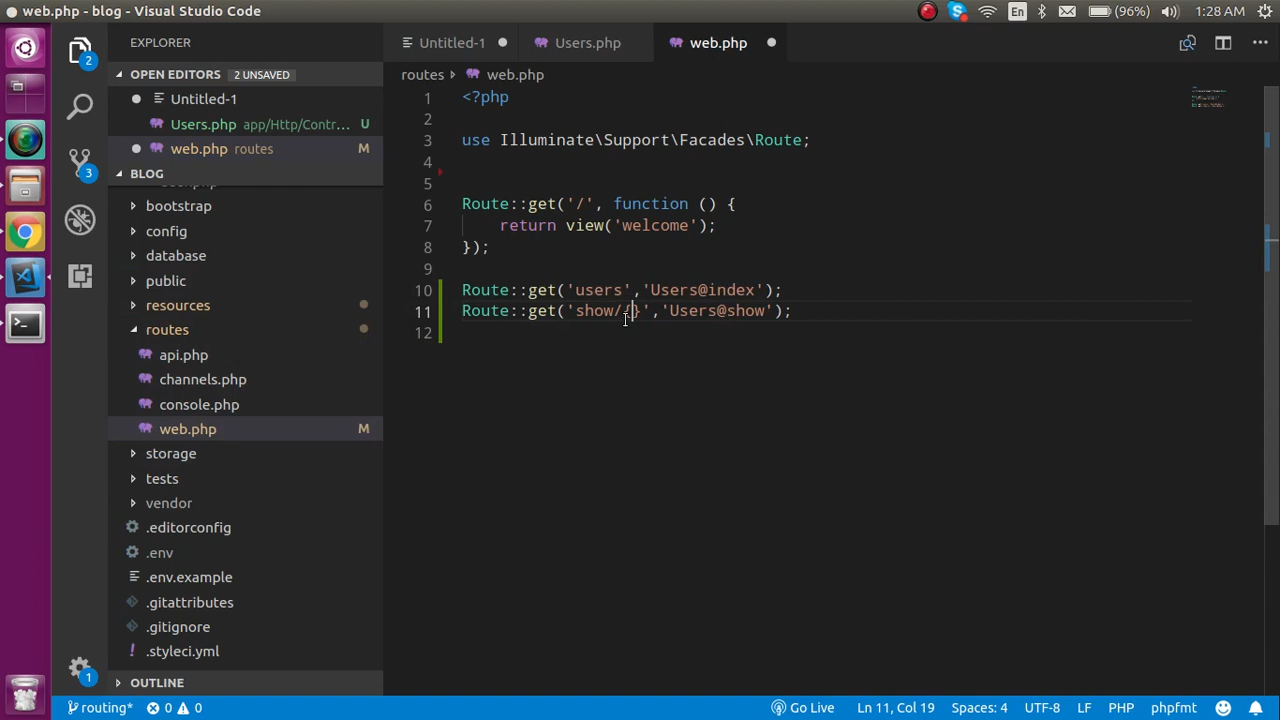 web.php - blog - Visual Studio Code
En (96%) 1:28 AM
EXPLORER
Untitled-1 Users.php web.php
2
OPEN EDITORS 2 UNSAVED
routes web.php
Untitled-1
Users.php app/Http/Contr... U
web.php routes M
3
BLOG
bootstrap
config
database
public
resources
routes
api.php
channels.php
console.php
web.php M
storage
tests
vendor
.editorconfig
.env
.env.example
.gitattributes
.gitignore
.styleci.yml
1
OUTLINE
1 <?php
2
3 use Illuminate\Support\Facades\Route;
4
5
6 Route::get('/', function () {
7 return view('welcome');
8 });
9
10 Route::get('users','Users@index');
11 Route::get('show/{}','Users@show');
12
routing* 0 0 Go Live Ln 11, Col 19 Spaces: 4 UTF-8 LF PHP phpfmt